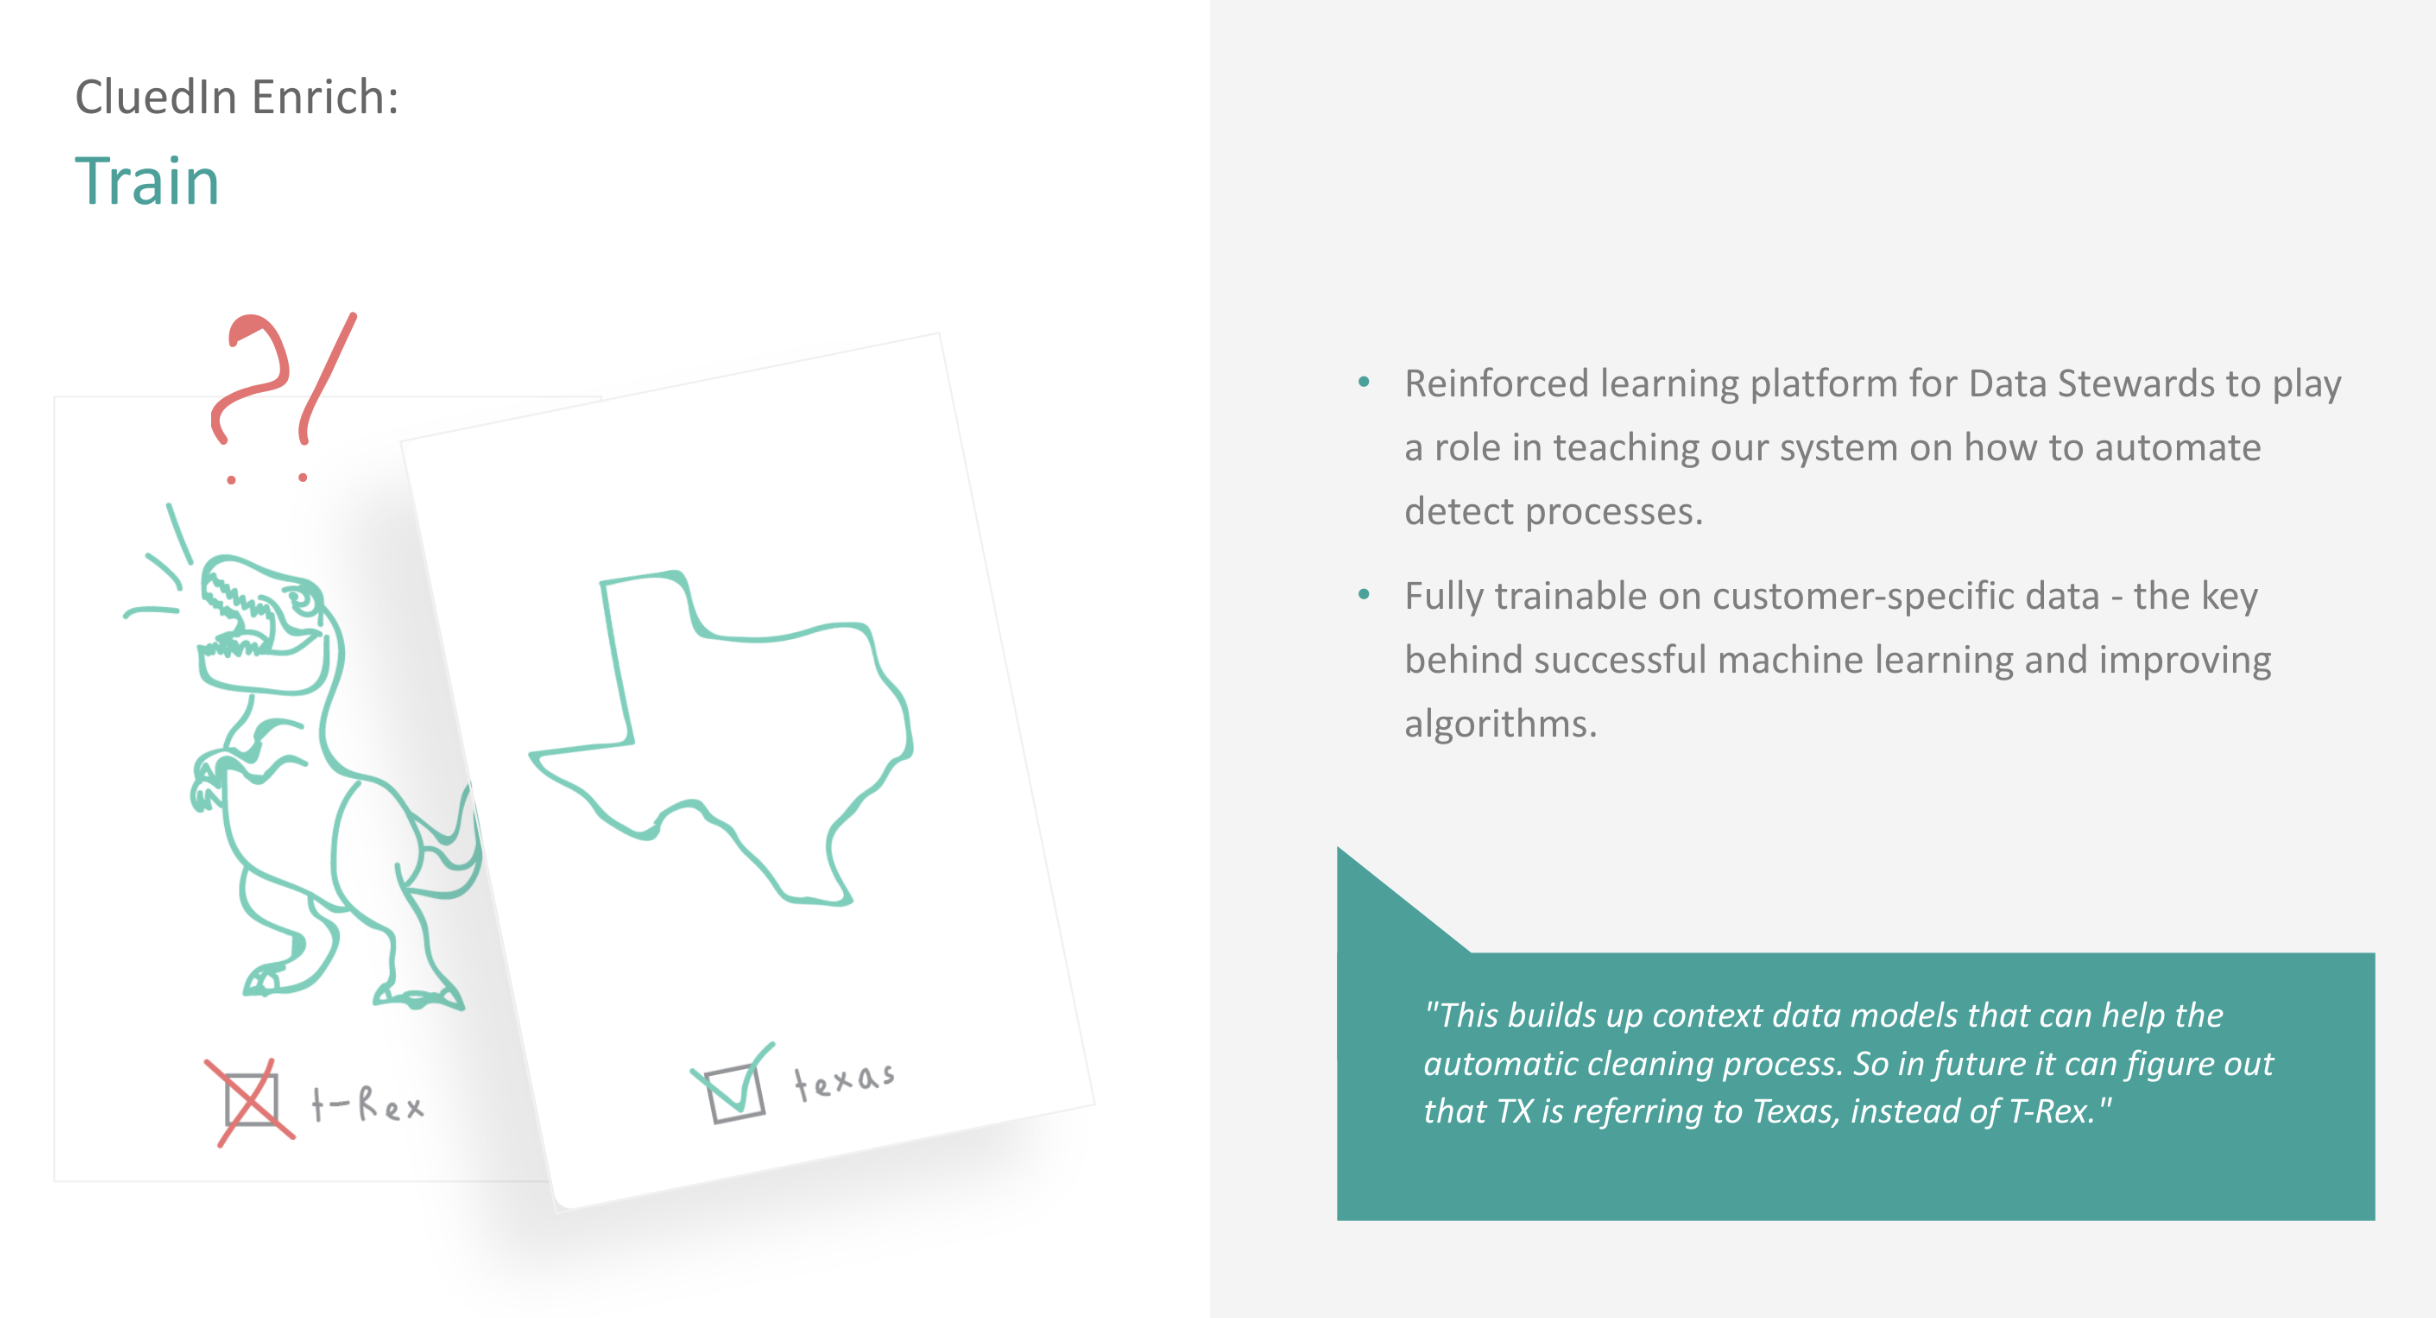 CluedIn Enrich:
Train
?!
t-Rex
texas
• Reinforced learning platform for Data Stewards to play
a role in teaching our system on how to automate
detect processes.
• Fully trainable on customer-specific data - the key
behind successful machine learning and improving
algorithms.
"This builds up context data models that can help the
automatic cleaning process. So in future it can figure out
that TX is referring to Texas, instead of T-Rex."